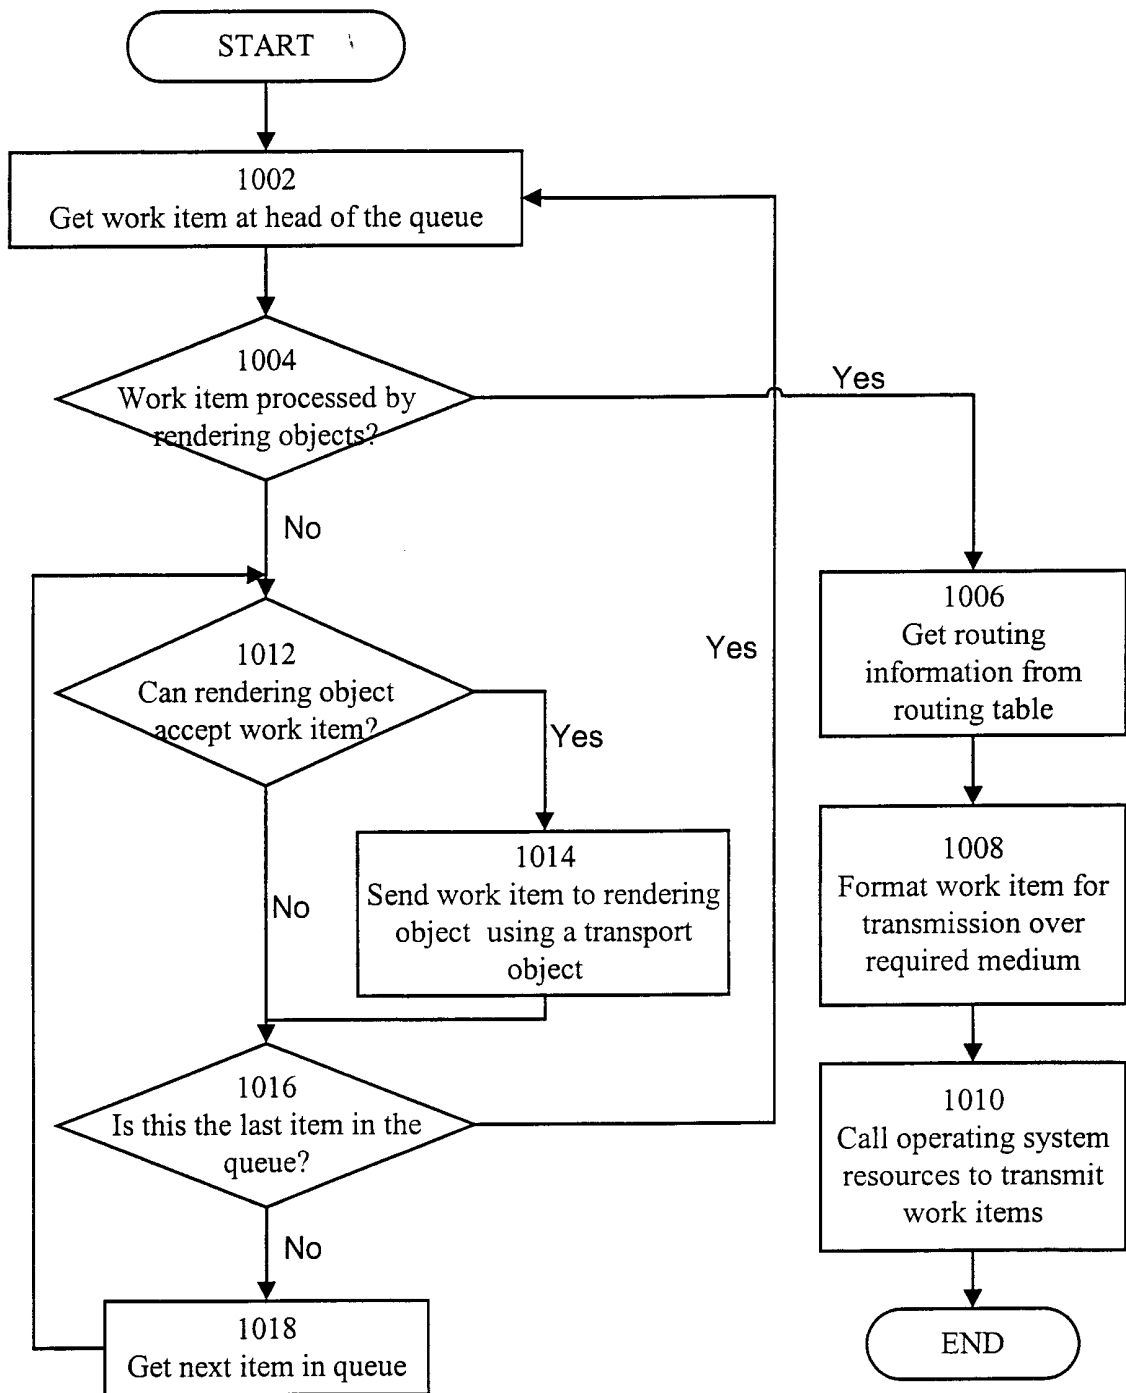 START
1002
Get work item at head of the queue
1004
Work item processed by
rendering objects?
Yes
No
1006
Get routing
information from
routing table
1012
Can rendering object
accept work item?
Yes
Yes
1008
Format work item for
transmission over
required medium
1014
Send work item to rendering
object using a transport
object
No
1016
Is this the last item in the
queue?
1010
Call operating system
resources to transmit
work items
No
1018
Get next item in queue
END